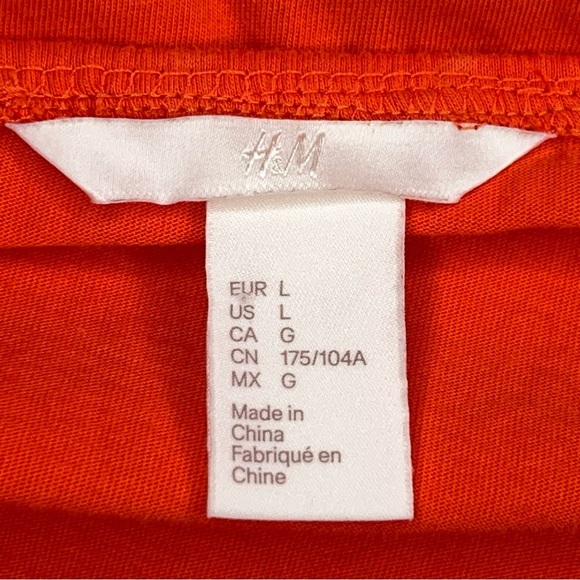 H&M
EUR L
US L
CA G
CN 175/104A
MX G
Made in
China
Fabriqué en
Chine